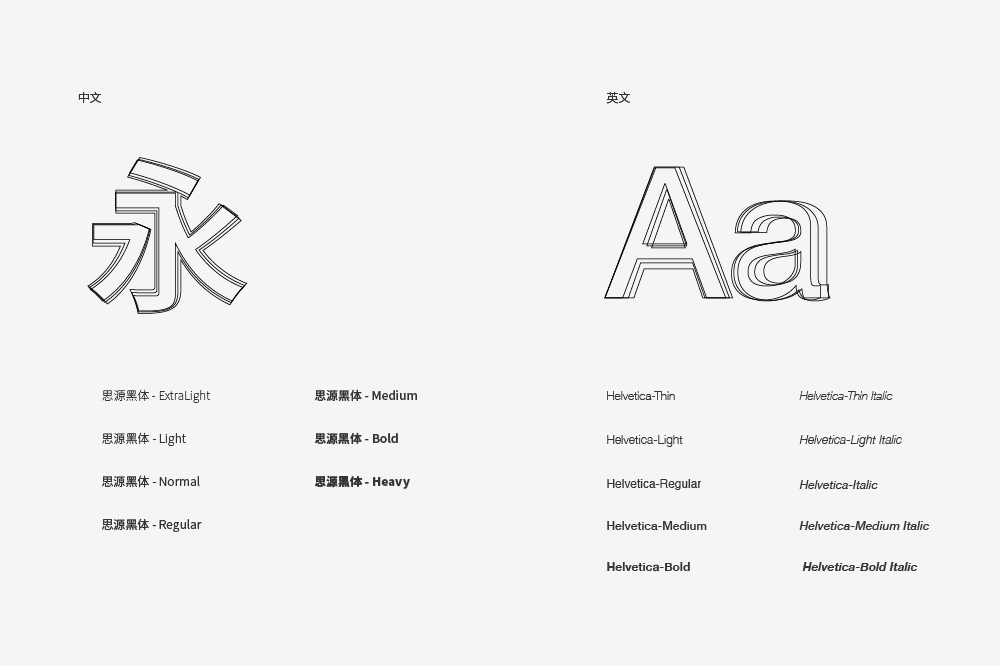 中文
永
思源黑体 - ExtraLight
思源黑体 - Light
思源黑体 - Normal
思源黑体 - Regular
思源黑体 - Medium
思源黑体 - Bold
思源黑体 - Heavy
英文
Aa
Helvetica-Thin
Helvetica-Light
Helvetica-Regular
Helvetica-Medium
Helvetica-Bold
Helvetica-Thin Italic
Helvetica-Light Italic
Helvetica-Italic
Helvetica-Medium Italic
Helvetica-Bold Italic